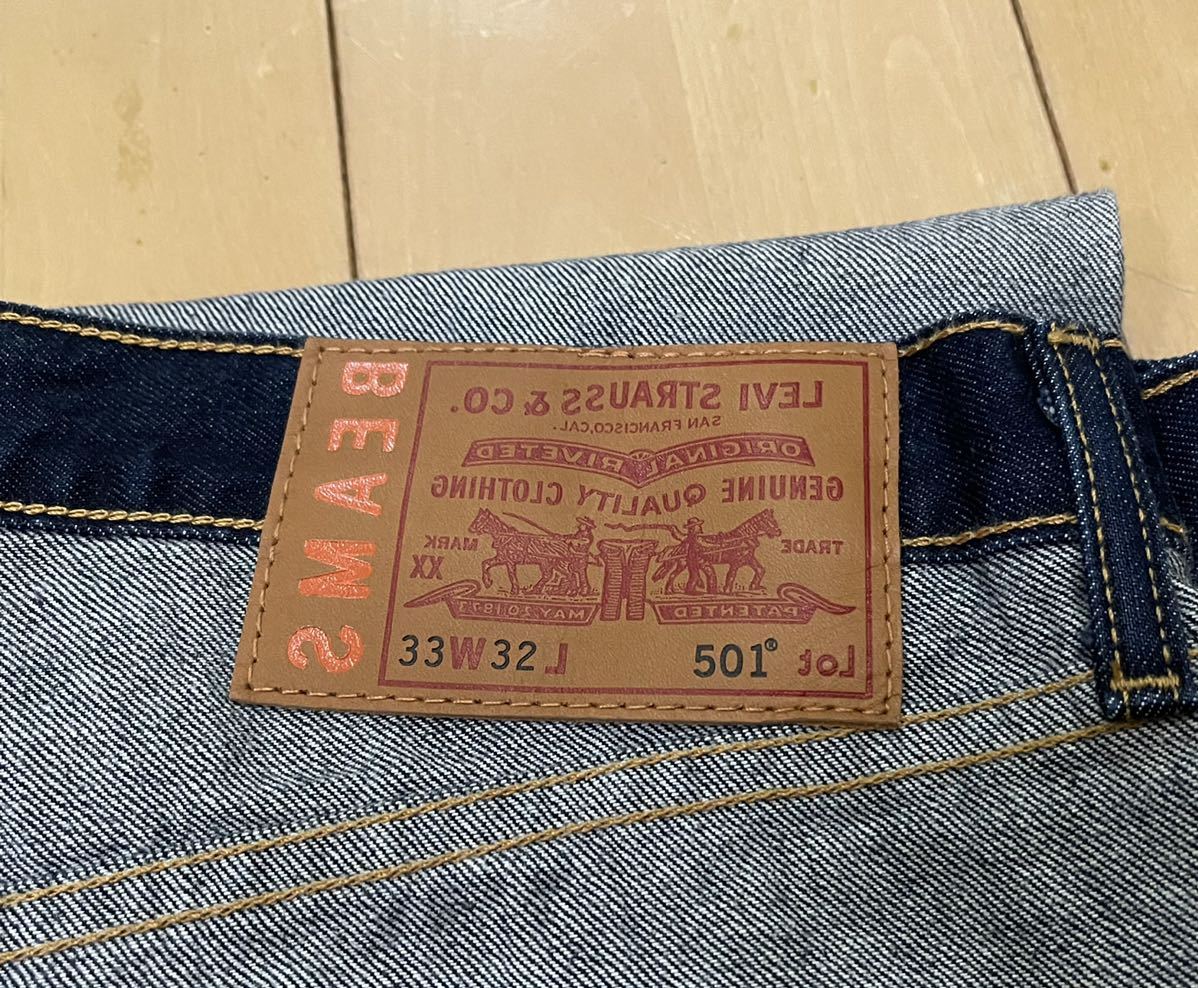 LEVI STRAUSS & CO.
SAN FRANCISCO, CAL.
ORIGINAL RIVETED
GENUINE QUALITY CLOTHING
TRADE MARK
XX
PATENTED MAY 20 1873
Lot 501® 33 W 32 L
BEAMS